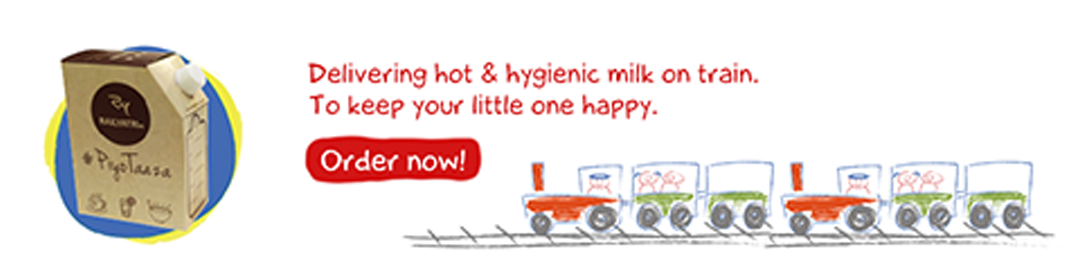 #PiyoTaaza
Delivering hot & hygienic milk on train.
To keep your little one happy.
Order now!